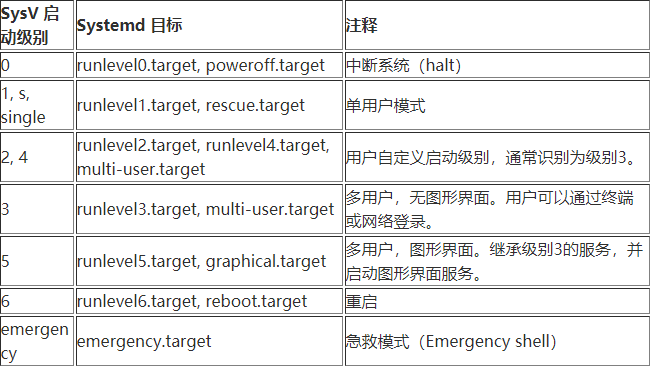 SysV 启
动级别
Systemd 目标
注释
0
runlevel0.target, poweroff.target
中断系统（halt）
1, s,
single
runlevel1.target, rescue.target
单用户模式
2, 4
runlevel2.target, runlevel4.target,
multi-user.target
用户自定义启动级别，通常识别为级别3。
3
runlevel3.target, multi-user.target
多用户，无图形界面。用户可以通过终端
或网络登录。
5
runlevel5.target, graphical.target
多用户，图形界面。继承级别3的服务，并
启动图形界面服务。
6
runlevel6.target, reboot.target
重启
emergen
cy
emergency.target
急救模式（Emergency shell）